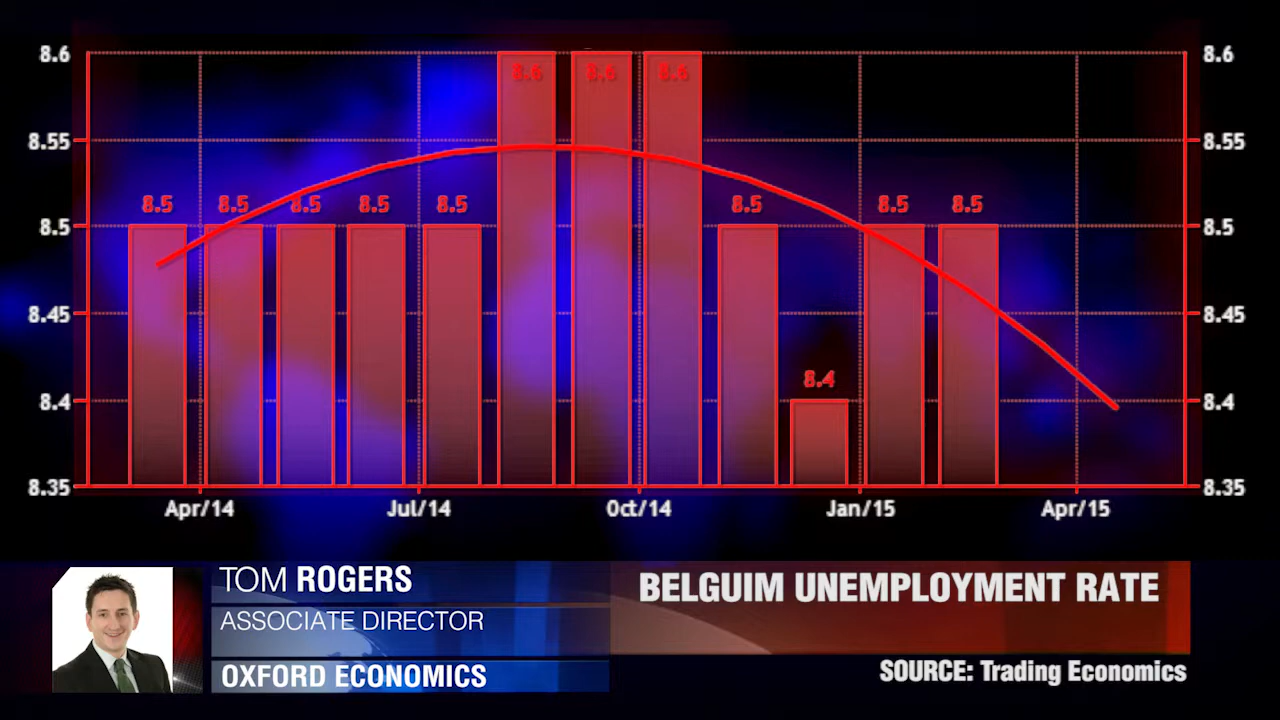 8.6 8.6
8.6 8.6 8.6
8.55 8.55
8.5 8.5 8.5 8.5 8.5 8.5 8.5 8.5
8.5 8.5
8.45 8.45
8.4
8.4 8.4
8.35 8.35
Apr/14 Jul/14 Oct/14 Jan/15 Apr/15
TOM ROGERS
ASSOCIATE DIRECTOR
OXFORD ECONOMICS
BELGUIM UNEMPLOYMENT RATE
SOURCE: Trading Economics